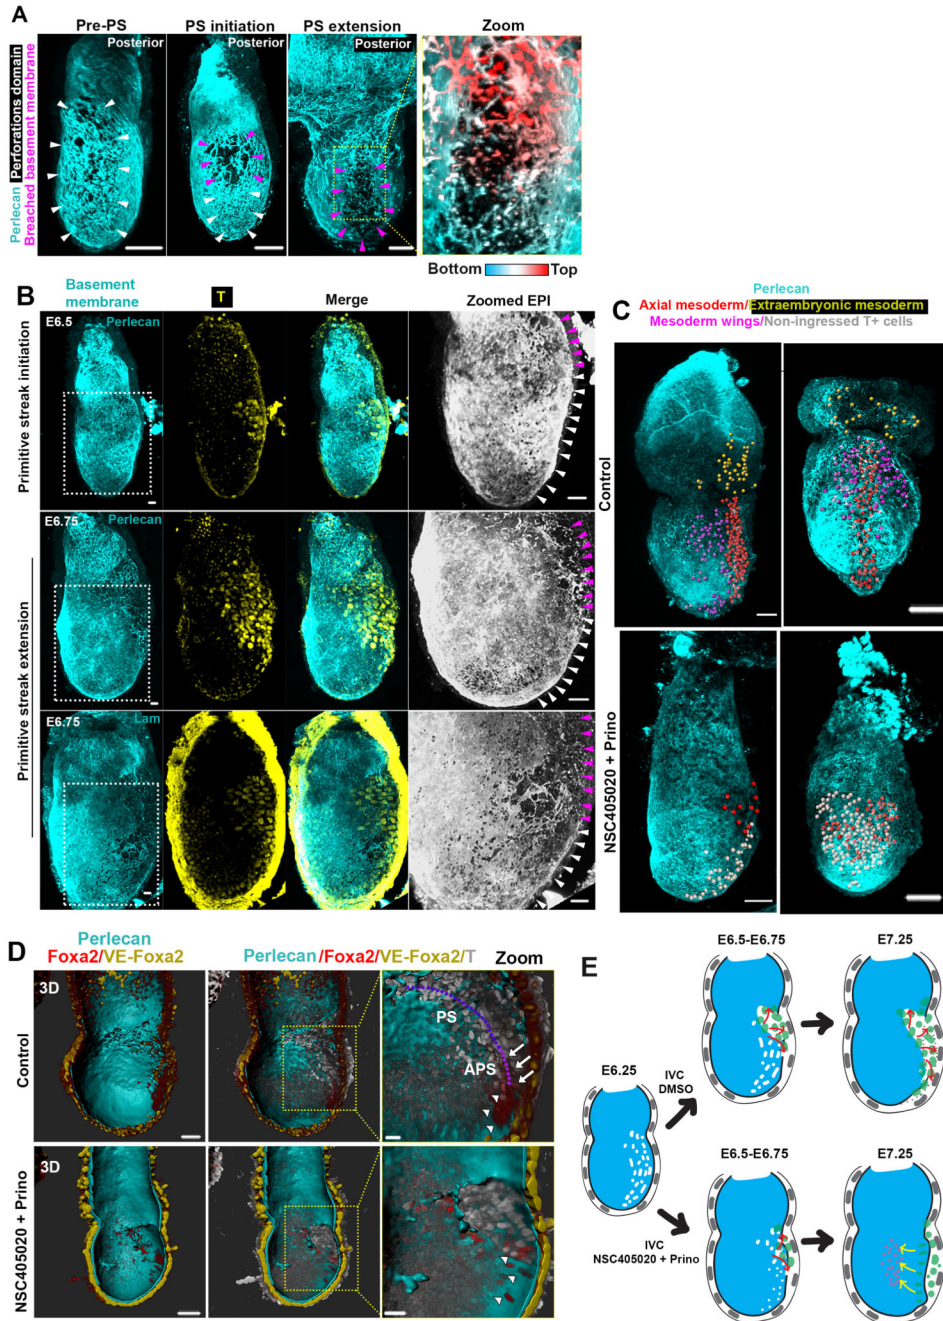 A
Pre-PS
PS initiation
PS extension
Zoom
Posterior
Posterior
Posterior
Perlecan Perforations domain
Breached basement membrane
Bottom
Top
B
Basement
membrane
T
Merge
Zoomed EPI
Primitive streak initiation
E6.5
Perlecan
Primitive streak extension
E6.75
Perlecan
E6.75
Lam
C
Perlecan
Axial mesoderm/Extraembryonic mesoderm
Mesoderm wings/Non-ingressed T+ cells
Control
NSC405020 + Prino
D
Perlecan
Foxa2/VE-Foxa2
Perlecan/Foxa2/VE-Foxa2/T
Zoom
Control
3D
PS
APS
NSC405020 + Prino
3D
E
E6.5-E6.75
E7.25
E6.25
IVC
DMSO
E6.5-E6.75
E7.25
IVC
NSC405020 + Prino